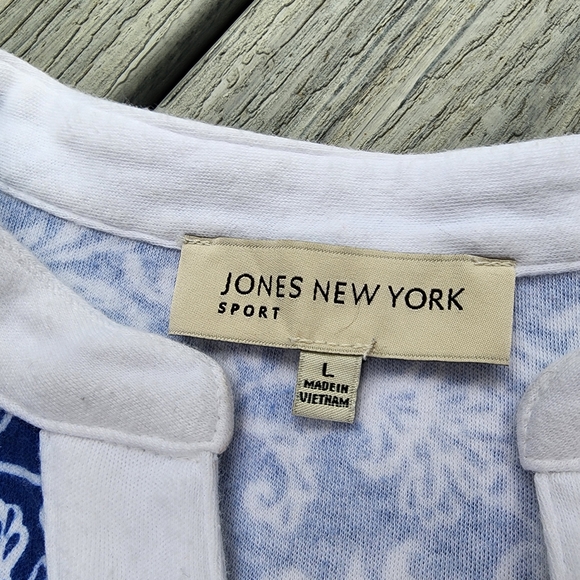 JONES NEW YORK
SPORT
L
MADE IN
VIETNAM